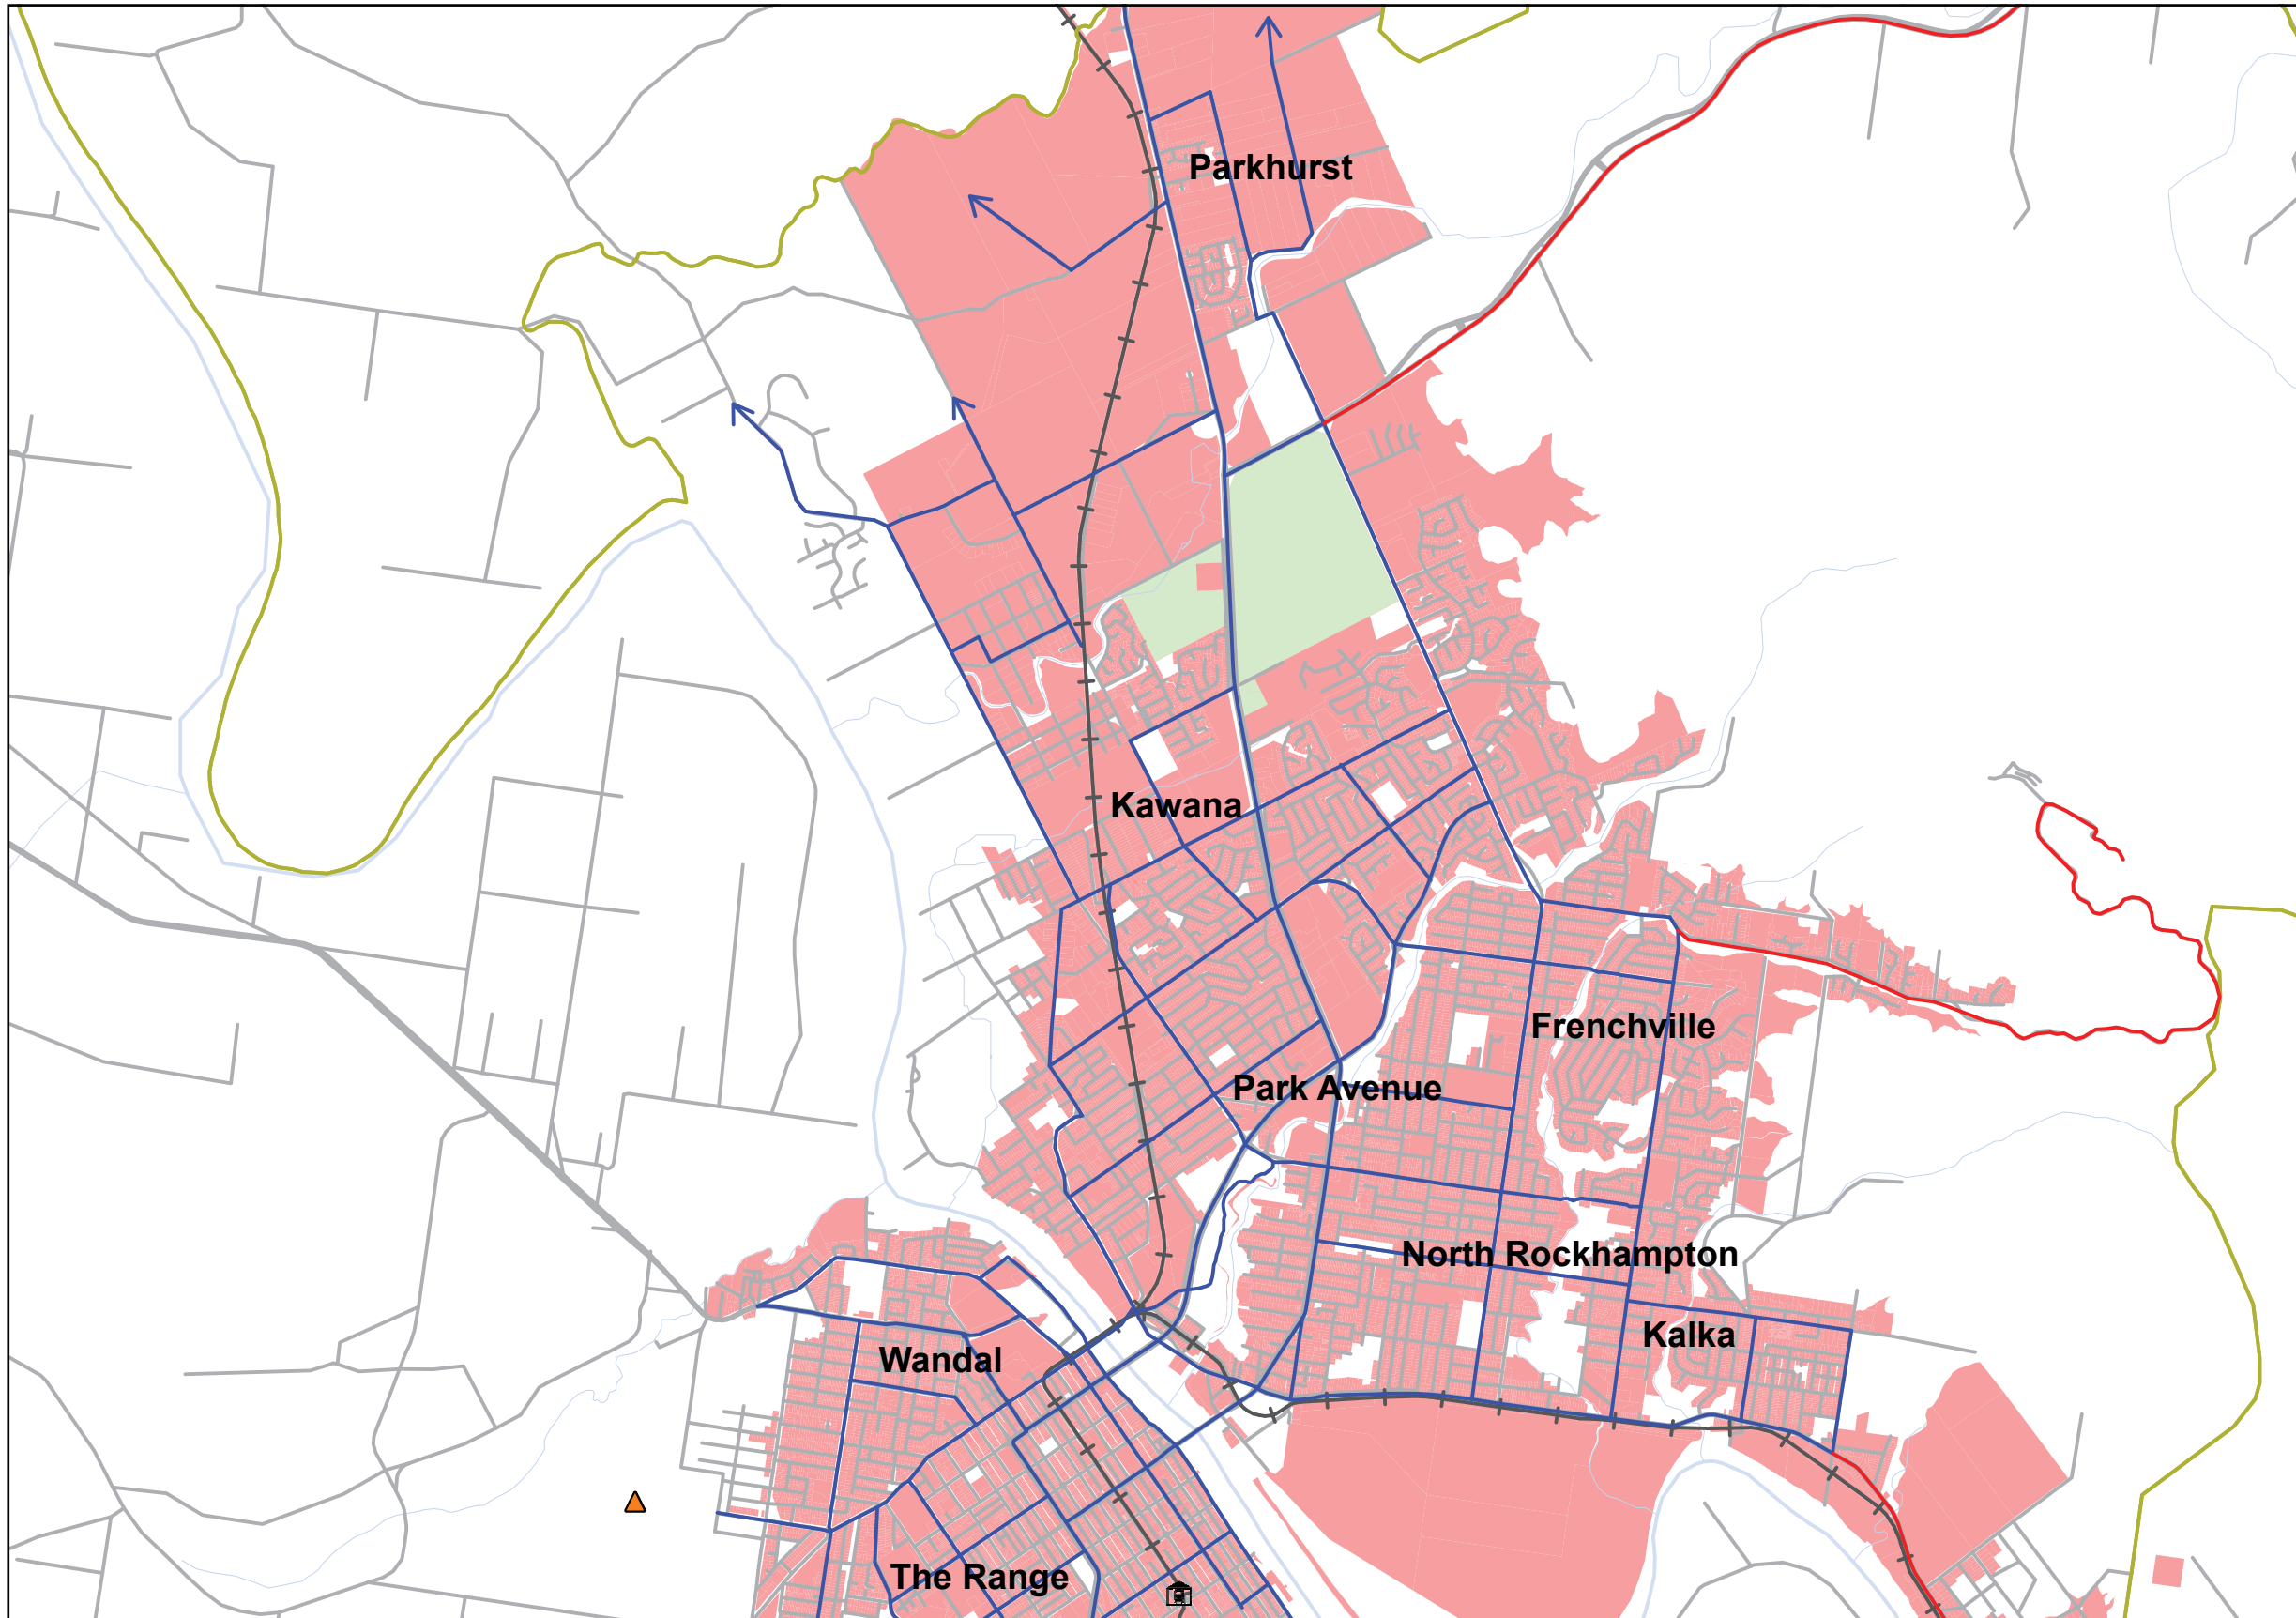 Parkhurst
Kawana
Frenchville
Park Avenue
North Rockhampton
Kalka
Wandal
The Range